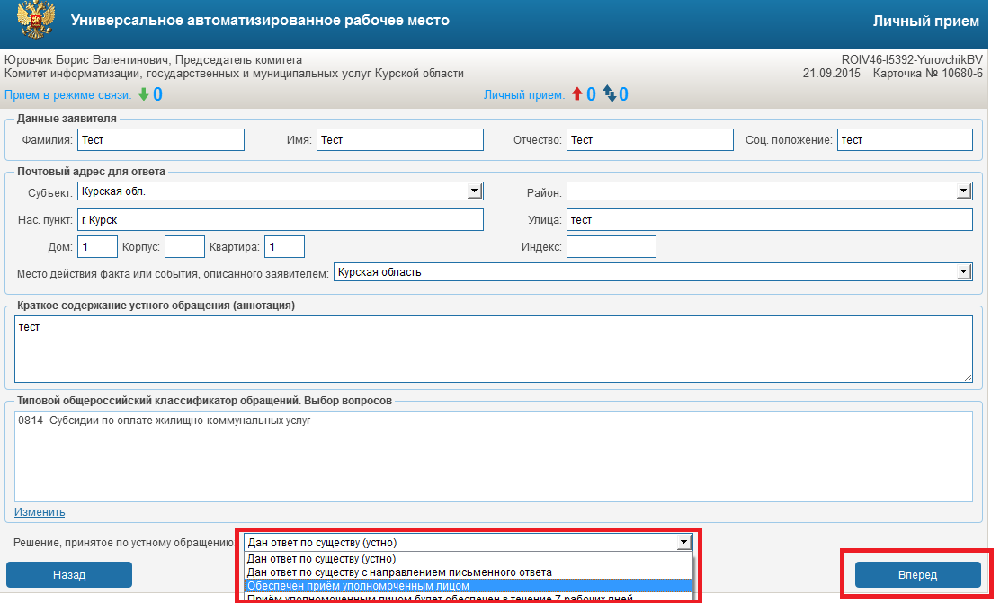 Универсальное автоматизированное рабочее место
Личный прием
Юровчик Борис Валентинович, Председатель комитета
ROIV46-I5392-YurovchikBV
Комитет информатизации, государственных и муниципальных услуг Курской области
21.09.2015 Карточка № 10680-6
Прием в режиме связи: 0
Личный прием: 0 0
Данные заявителя
Фамилия: Тест Имя: Тест Отчество: Тест Соц. положение: тест
Почтовый адрес для ответа
Субъект: Курская обл. Район:
Нас. пункт: г. Курск Улица: тест
Дом: 1 Корпус: Квартира: 1 Индекс:
Место действия факта или события, описанного заявителем: Курская область
Краткое содержание устного обращения (аннотация)
тест
Типовой общероссийский классификатор обращений. Выбор вопросов
0814 Субсидии по оплате жилищно-коммунальных услуг
Изменить
Решение, принятое по устному обращению: Дан ответ по существу (устно)
Дан ответ по существу (устно)
Дан ответ по существу с направлением письменного ответа
Обеспечен приём уполномоченным лицом
Приём уполномоченным лицом будет обеспечен в течение 7 рабочих дней
Назад
Вперед